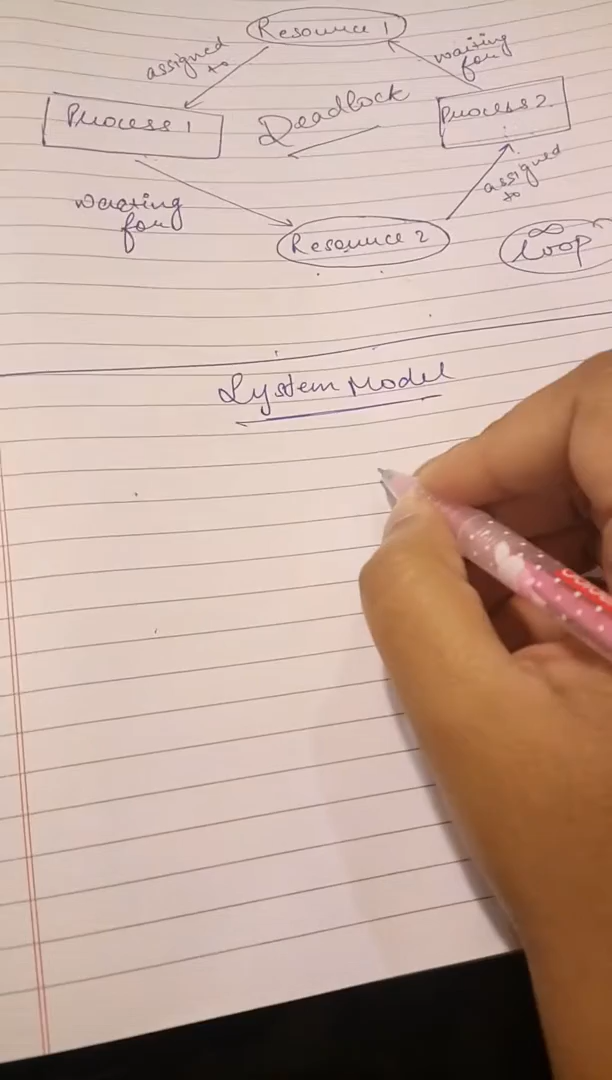 Resource 1
assigned to
waiting for
Process 1
Deadlock
Process 2
waiting for
assigned to
Resource 2
∞
loop
System Model